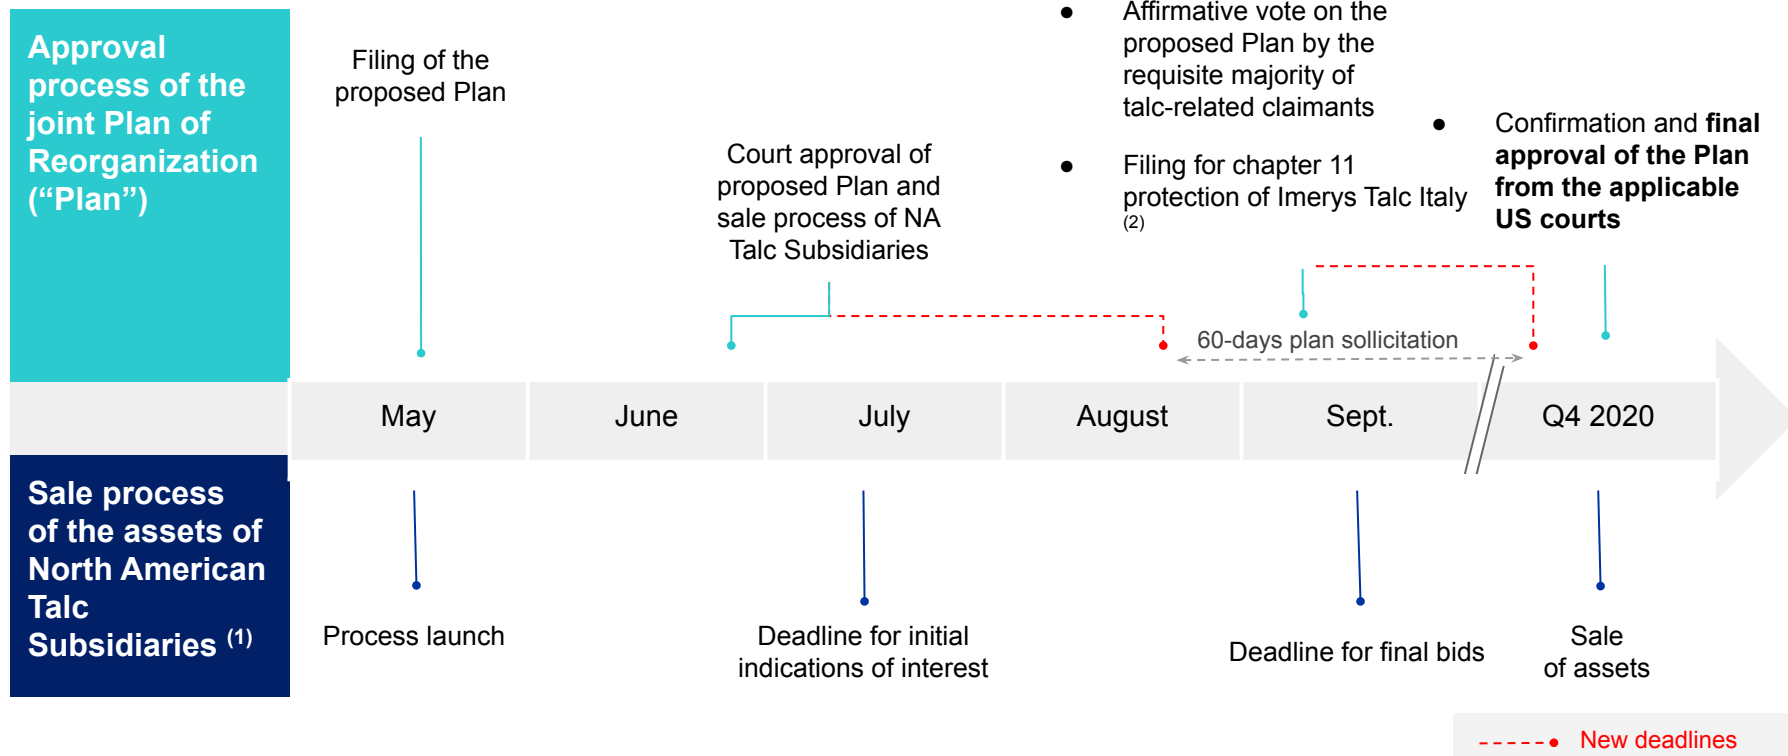 Approval
process of the
joint Plan of
Reorganization
(“Plan”)
Filing of the
proposed Plan
Court approval of
proposed Plan and
sale process of NA
Talc Subsidiaries
● Affirmative vote on the
proposed Plan by the
requisite majority of
talc-related claimants
● Filing for chapter 11
protection of Imerys Talc Italy
(2)
● Confirmation and final
approval of the Plan
from the applicable
US courts
60-days plan sollicitation
May
June
July
August
Sept.
Q4 2020
Sale process
of the assets of
North American
Talc
Subsidiaries (1)
Process launch
Deadline for initial
indications of interest
Deadline for final bids
Sale
of assets
New deadlines